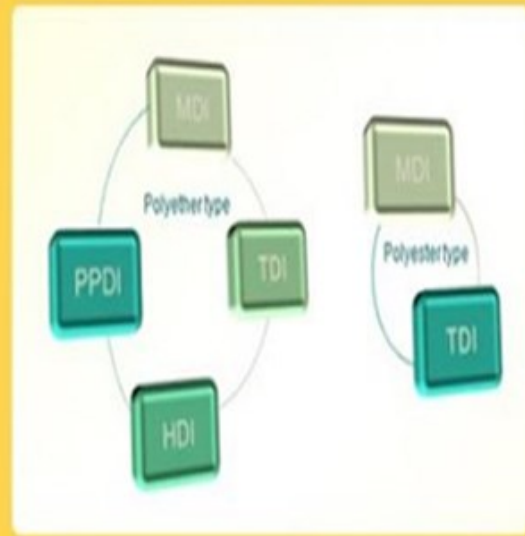 MDI
Polyether type
PPDI
TDI
HDI
MDI
Polyester type
TDI